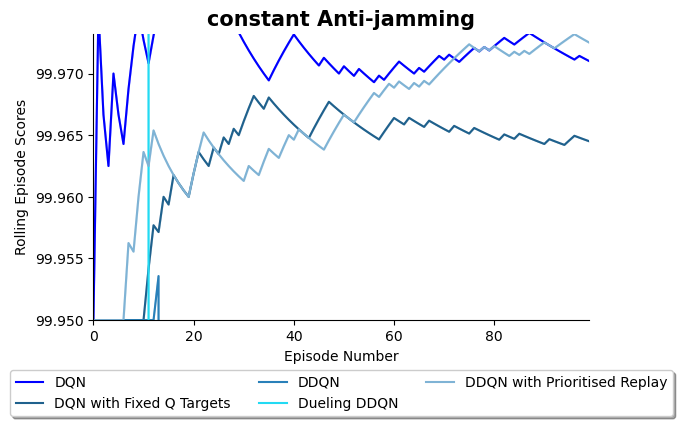 constant Anti-jamming
Rolling Episode Scores
99.970
99.965
99.960
99.955
99.950
0 20 40 60 80
Episode Number
DQN DDQN DDQN with Prioritised Replay
DQN with Fixed Q Targets Dueling DDQN